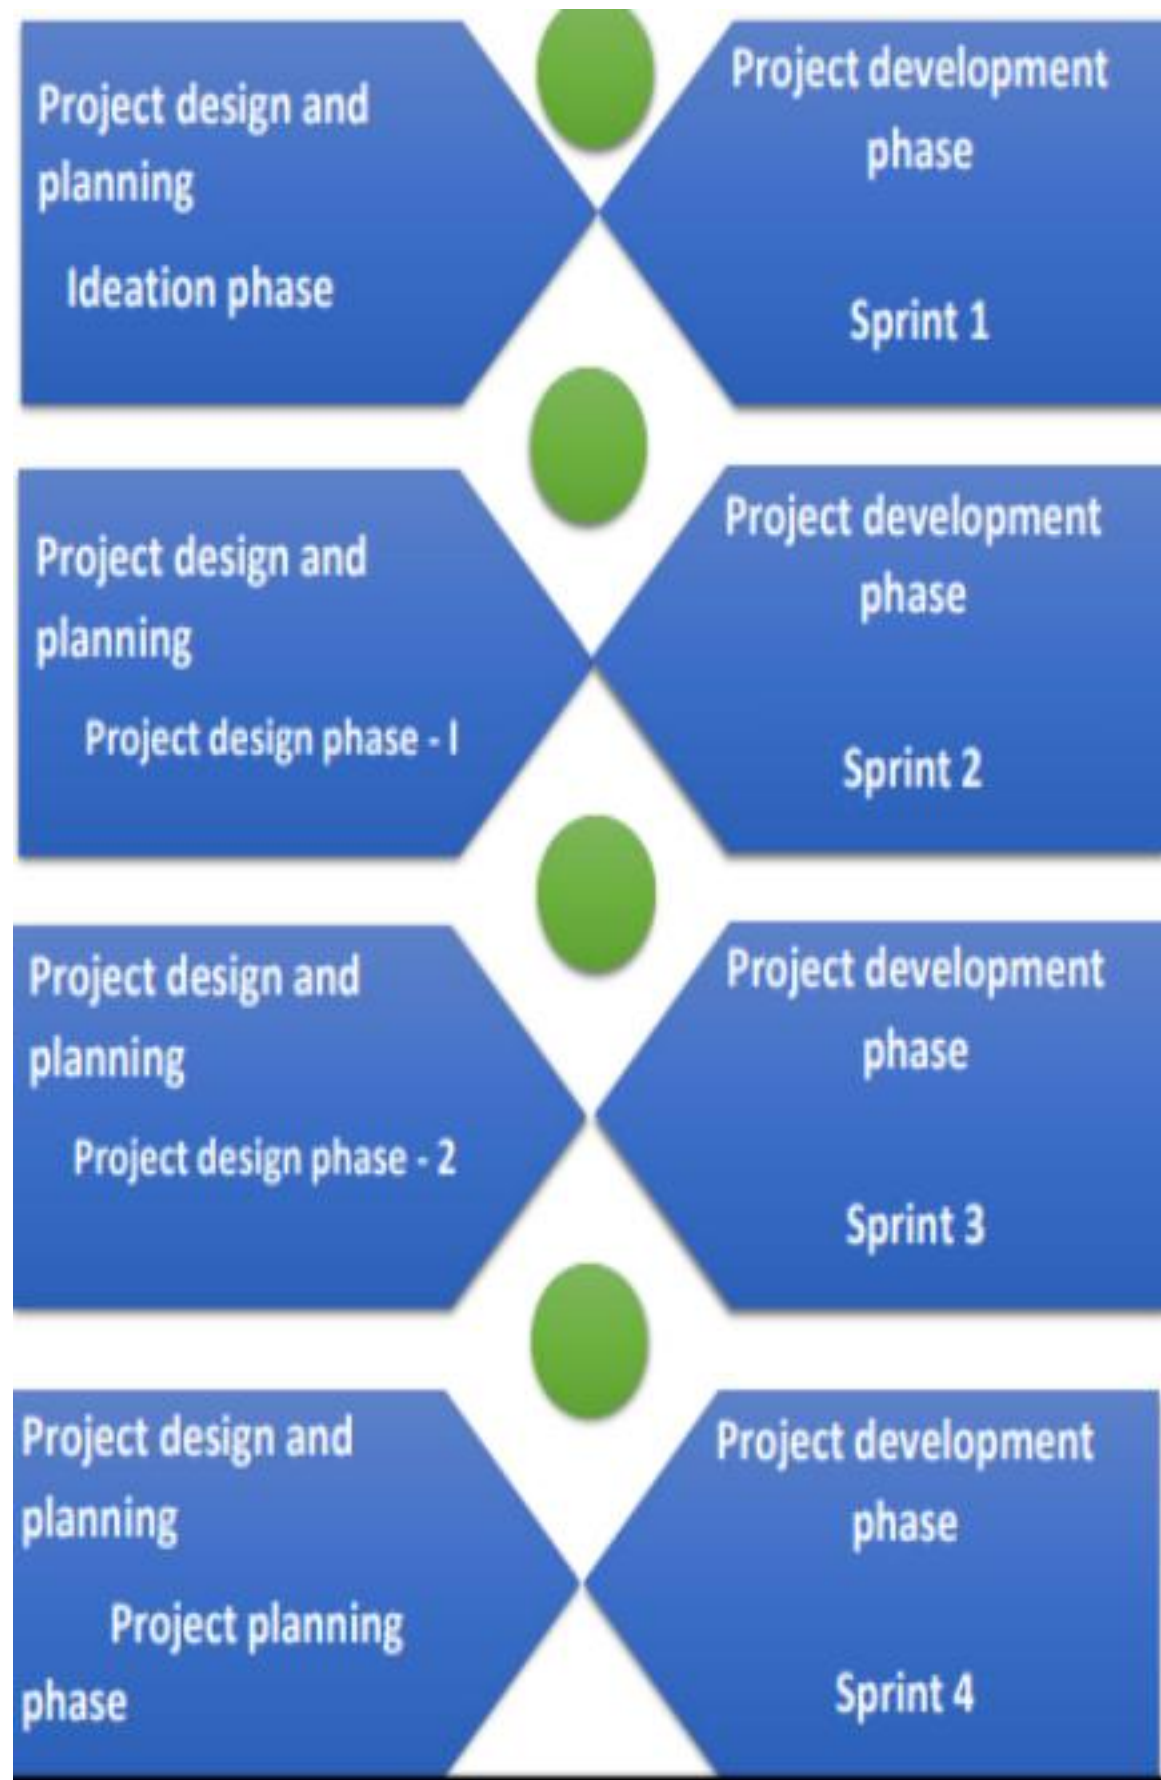 Project design and
planning
Ideation phase
Project development
phase
Sprint 1
Project design and
planning
Project design phase - I
Project development
phase
Sprint 2
Project design and
planning
Project design phase - 2
Project development
phase
Sprint 3
Project design and
planning
Project planning
phase
Project development
phase
Sprint 4